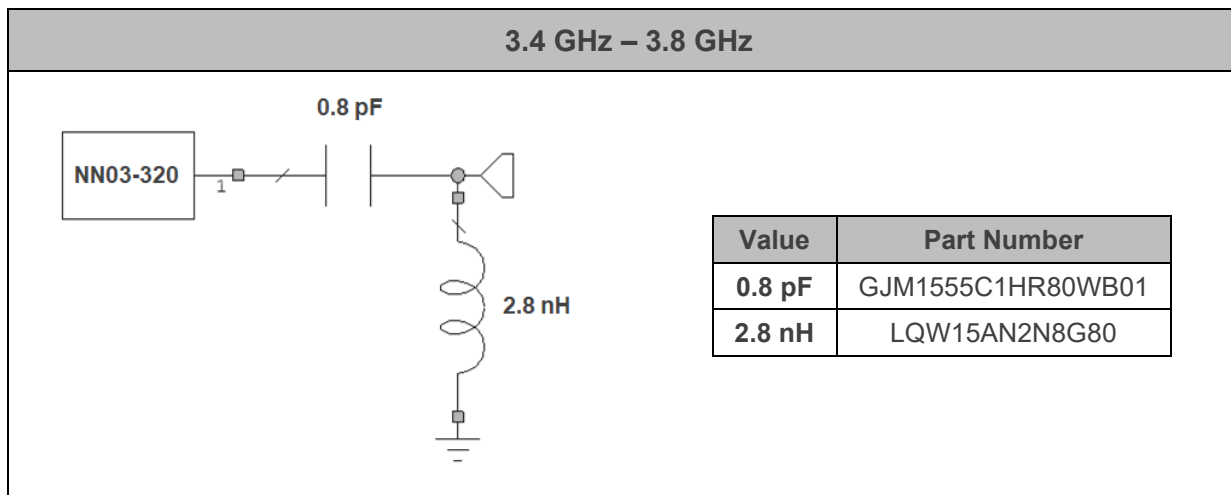 3.4 GHz – 3.8 GHz
0.8 pF
NN03-320
1
2.8 nH
Value Part Number
0.8 pF GJM1555C1HR80WB01
2.8 nH LQW15AN2N8G80